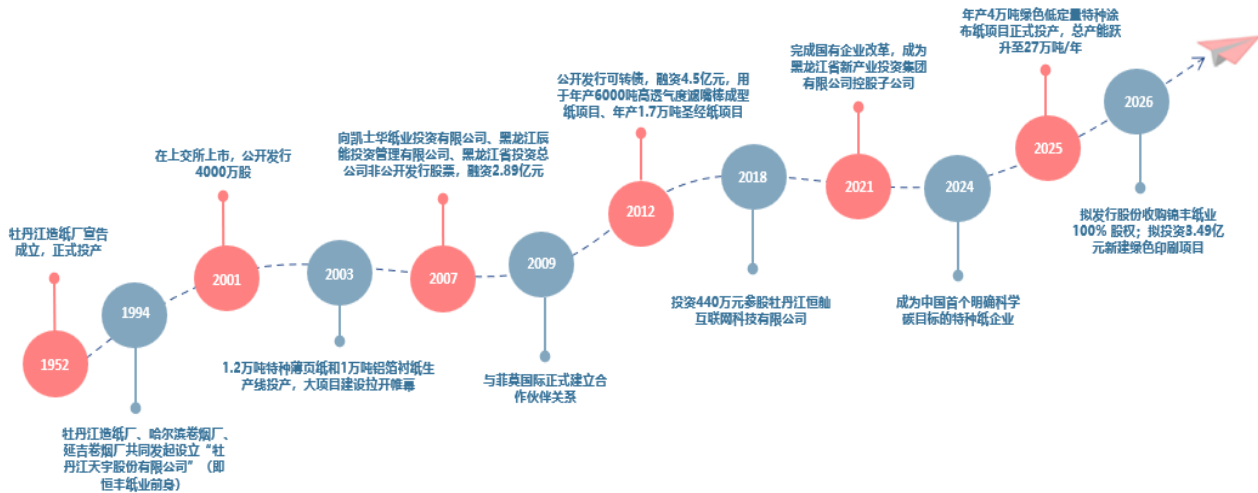 1952
牡丹江造纸厂宣告
成立，正式投产
1994
牡丹江造纸厂、哈尔滨卷烟厂、
延吉卷烟厂共同发起设立“牡
丹江天宇股份有限公司”（即
恒丰纸业前身）
2001
在上交所上市，公开发行
4000万股
2003
1.2万吨特种薄页纸和1万吨铝箔衬纸生
产线投产，大项目建设拉开帷幕
2007
向凯士华纸业投资有限公司、黑龙江辰
能投资管理有限公司、黑龙江省投资总
公司非公开发行股票，融资2.89亿元
2009
与菲莫国际正式建立合
作伙伴关系
2012
公开发行可转债，融资4.5亿元，用
于年产6000吨高透气度滤嘴棒成型
纸项目、年产1.7万吨圣经纸项目
2018
投资440万元参股牡丹江恒舢
互联网科技有限公司
2021
完成国有企业改革，成为
黑龙江省新产业投资集团
有限公司控股子公司
2024
成为中国首个明确科学
碳目标的特种纸企业
2025
年产4万吨绿色低定量特种涂
布纸项目正式投产，总产能跃
升至27万吨/年
2026
拟发行股份收购锦丰纸业
100% 股权；拟投资3.49亿
元新建绿色印刷项目